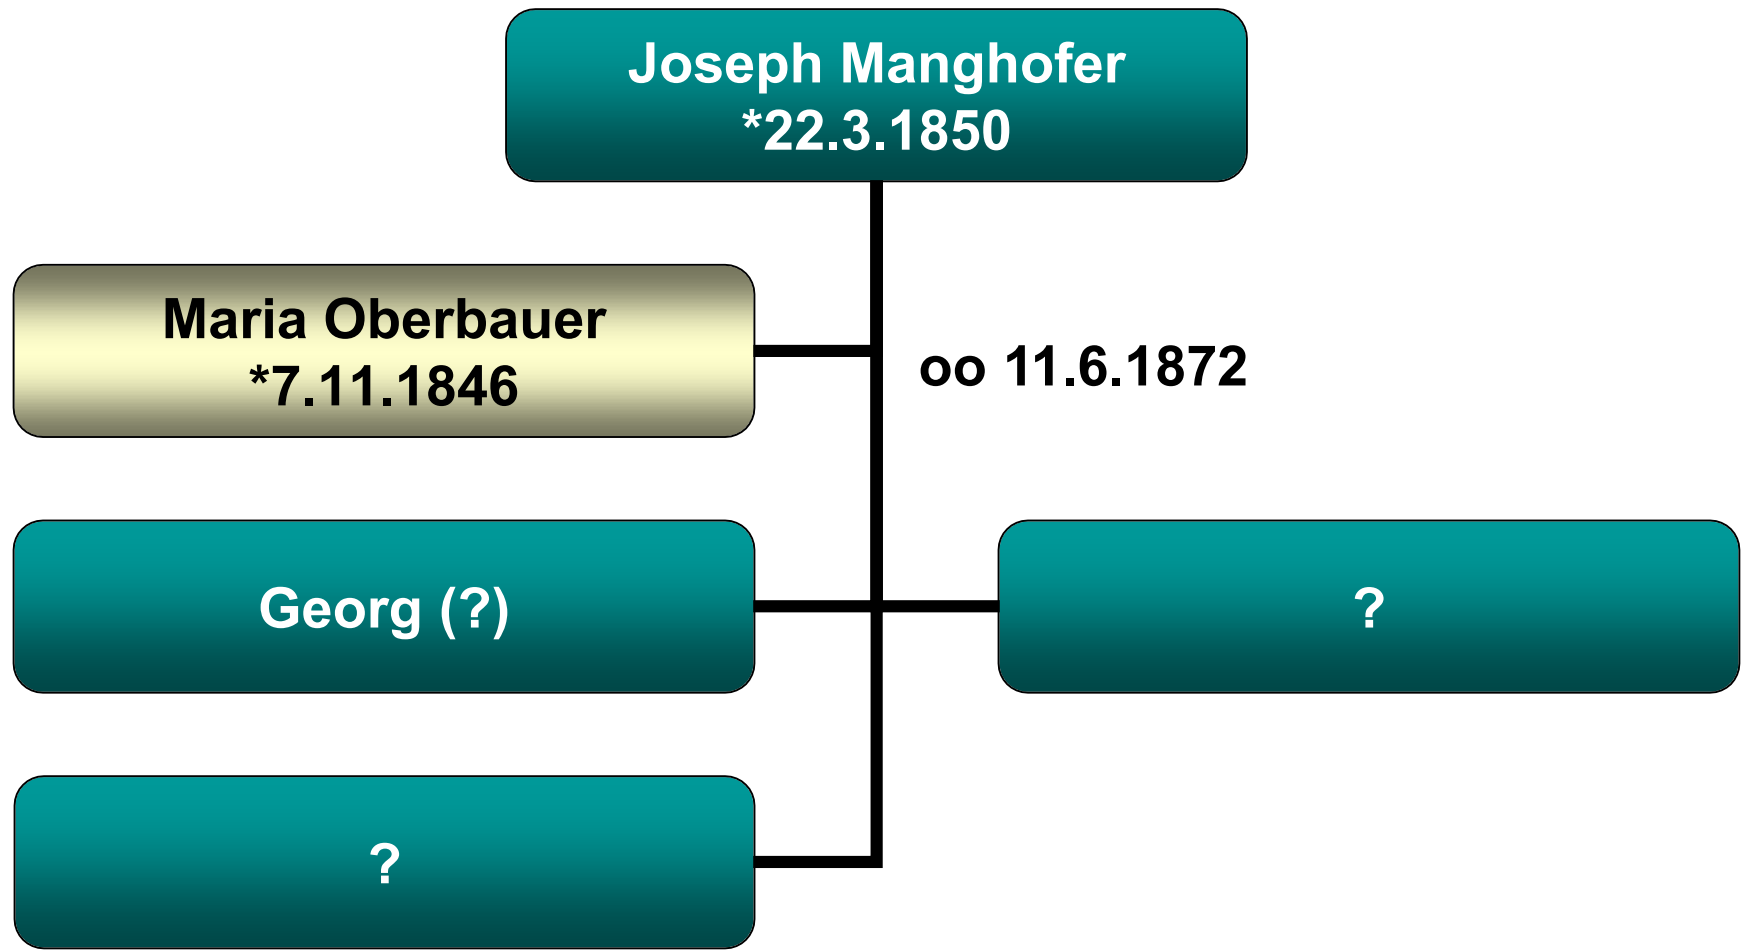 Joseph Manghofer
*22.3.1850
Maria Oberbauer
*7.11.1846
oo 11.6.1872
Georg (?)
?
?